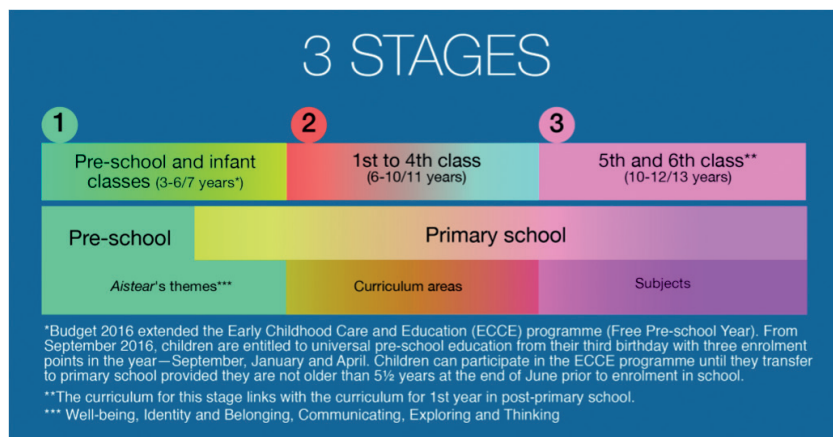 3 STAGES
1
2
3
Pre-school and infant
classes (3-6/7 years*)
1st to 4th class
(6-10/11 years)
5th and 6th class**
(10-12/13 years)
Pre-school
Primary school
Aistear's themes***
Curriculum areas
Subjects
*Budget 2016 extended the Early Childhood Care and Education (ECCE) programme (Free Pre-school Year). From
September 2016, children are entitled to universal pre-school education from their third birthday with three enrolment
points in the year—September, January and April. Children can participate in the ECCE programme until they transfer
to primary school provided they are not older than 5½ years at the end of June prior to enrolment in school.
**The curriculum for this stage links with the curriculum for 1st year in post-primary school.
*** Well-being, Identity and Belonging, Communicating, Exploring and Thinking